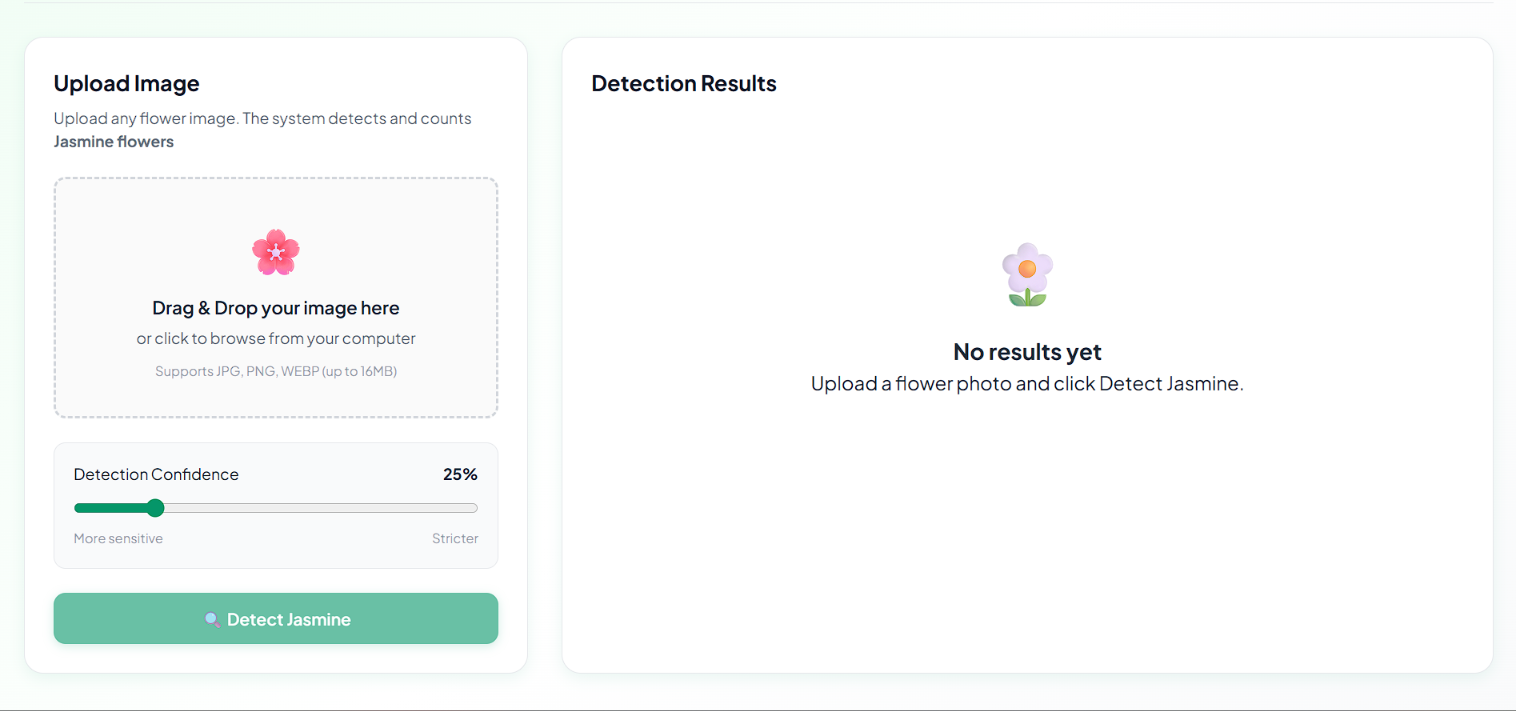 Upload Image
Upload any flower image. The system detects and counts
Jasmine flowers
Drag & Drop your image here
or click to browse from your computer
Supports JPG, PNG, WEBP (up to 16MB)
Detection Confidence 25%
More sensitive Stricter
Detect Jasmine
Detection Results
No results yet
Upload a flower photo and click Detect Jasmine.